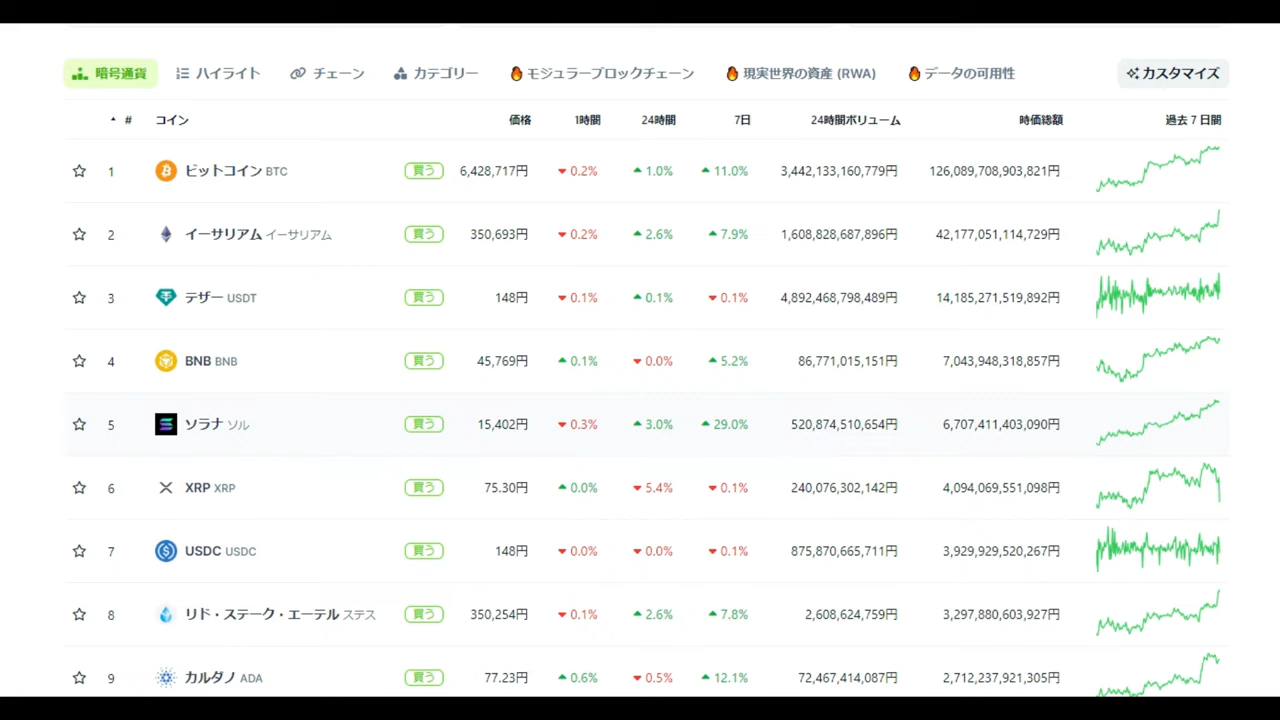 暗号通貨 ハイライト チェーン カテゴリー モジュラーブロックチェーン 現実世界の資産 (RWA) データの可用性 カスタマイズ
# コイン 価格 1時間 24時間 7日 24時間ボリューム 時価総額 過去 7 日間
1 ビットコイン BTC 買う 6,428,717円 0.2% 1.0% 11.0% 3,442,133,160,779円 126,089,708,903,821円
2 イーサリアム イーサリアム 買う 350,693円 0.2% 2.6% 7.9% 1,608,828,687,896円 42,177,051,114,729円
3 テザー USDT 買う 148円 0.1% 0.1% 0.1% 4,892,468,798,489円 14,185,271,519,892円
4 BNB BNB 買う 45,769円 0.1% 0.0% 5.2% 86,771,015,151円 7,043,948,318,857円
5 ソラナ ソル 買う 15,402円 0.3% 3.0% 29.0% 520,874,510,654円 6,707,411,403,090円
6 XRP XRP 買う 75.30円 0.0% 5.4% 0.1% 240,076,302,142円 4,094,069,551,098円
7 USDC USDC 買う 148円 0.0% 0.0% 0.1% 875,870,665,711円 3,929,929,520,267円
8 リド・ステーク・エーテル ステス 買う 350,254円 0.1% 2.6% 7.8% 2,608,624,759円 3,297,880,603,927円
9 カルダノ ADA 買う 77.23円 0.6% 0.5% 12.1% 72,467,414,087円 2,712,237,921,305円